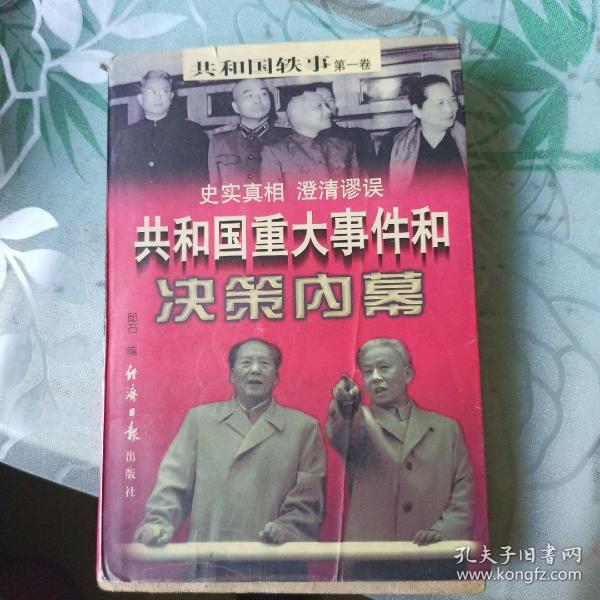 共和国轶事 第一卷
史实真相 澄清谬误
共和国重大事件和
决策内幕
邱石 编
经济日报出版社
孔夫子旧书网
www.kongfz.com